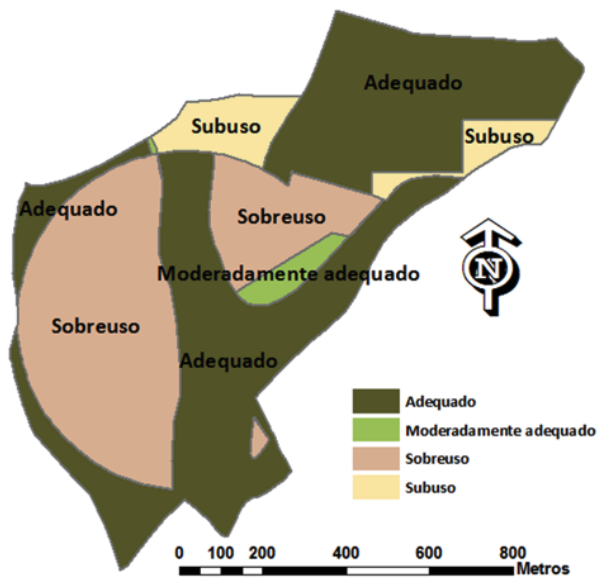 Adequado
Subuso
Subuso
Adequado
Sobreuso
Moderadamente adequado
Sobreuso
Adequado
N
Adequado
Moderadamente adequado
Sobreuso
Subuso
0 100 200 400 600 800
Metros